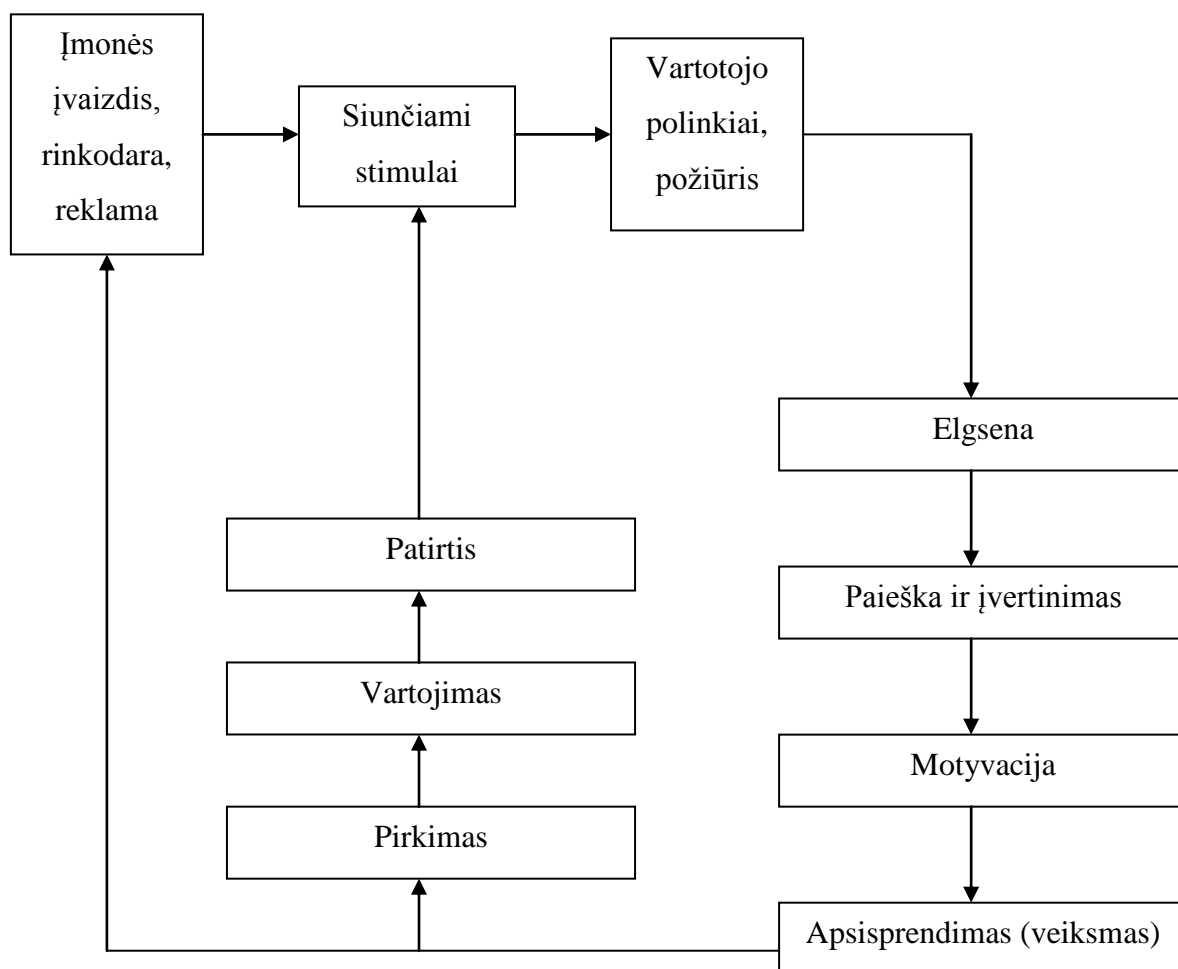 Įmonės
įvaizdis,
rinkodara,
reklama
Siunčiami
stimulai
Vartotojo
polinkiai,
požiūris
Elgsena
Paieška ir įvertinimas
Motyvacija
Apsisprendimas (veiksmas)
Patirtis
Vartojimas
Pirkimas